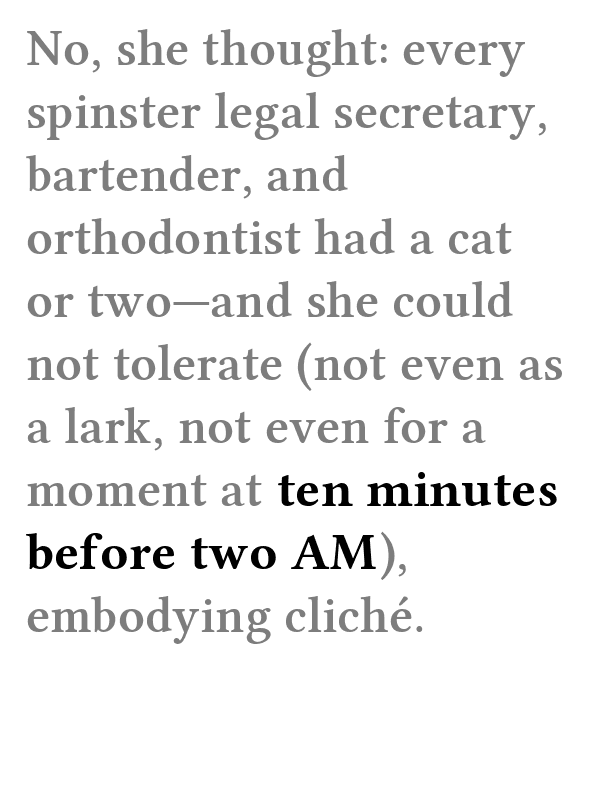 No, she thought: every
spinster legal secretary,
bartender, and
orthodontist had a cat
or two—and she could
not tolerate (not even as
a lark, not even for a
moment at ten minutes
before two AM),
embodying cliché.